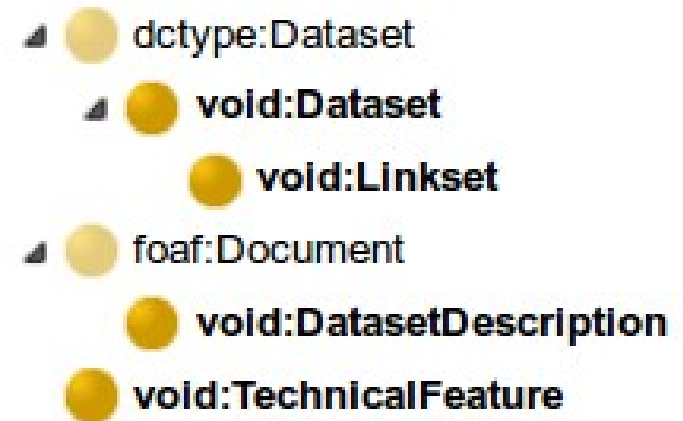 dctype:Dataset
void:Dataset
void:Linkset
foaf:Document
void:DatasetDescription
void:TechnicalFeature